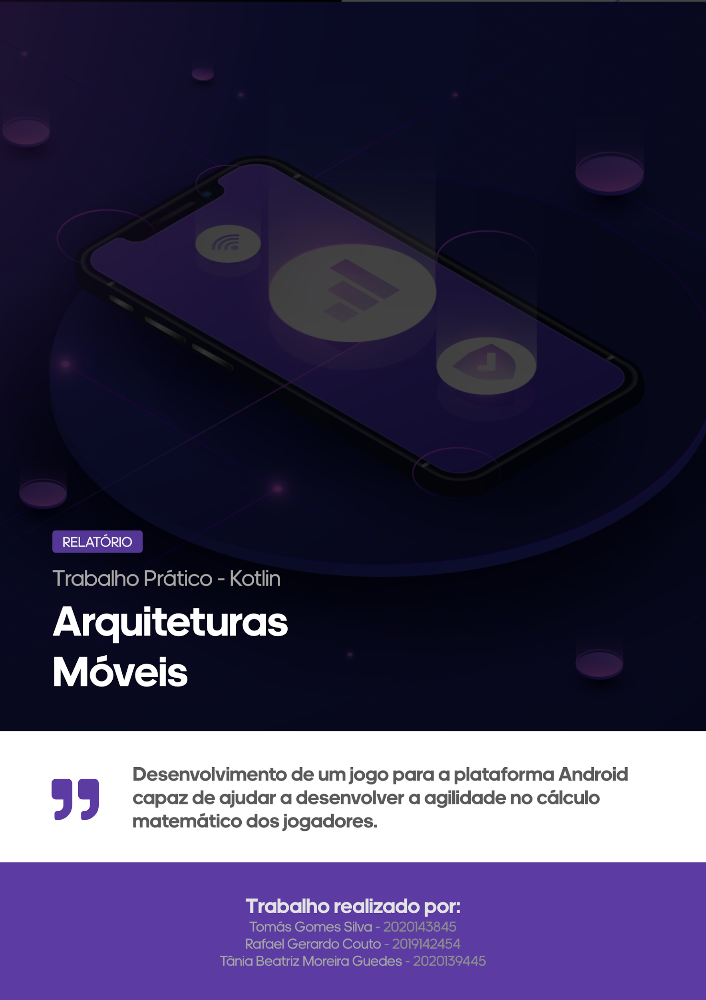 RELATÓRIO
Trabalho Prático - Kotlin
Arquiteturas
Móveis
Desenvolvimento de um jogo para a plataforma Android
capaz de ajudar a desenvolver a agilidade no cálculo
matemático dos jogadores.
Trabalho realizado por:
Tomás Gomes Silva - 2020143845
Rafael Gerardo Couto - 2019142454
Tânia Beatriz Moreira Guedes - 2020139445